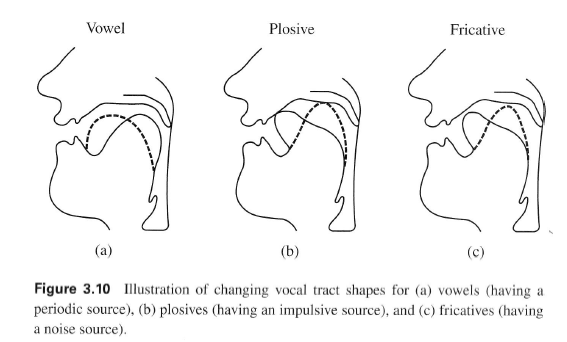 Vowel Plosive Fricative
(a) (b) (c)
Figure 3.10 Illustration of changing vocal tract shapes for (a) vowels (having a
periodic source), (b) plosives (having an impulsive source), and (c) fricatives (having
a noise source).